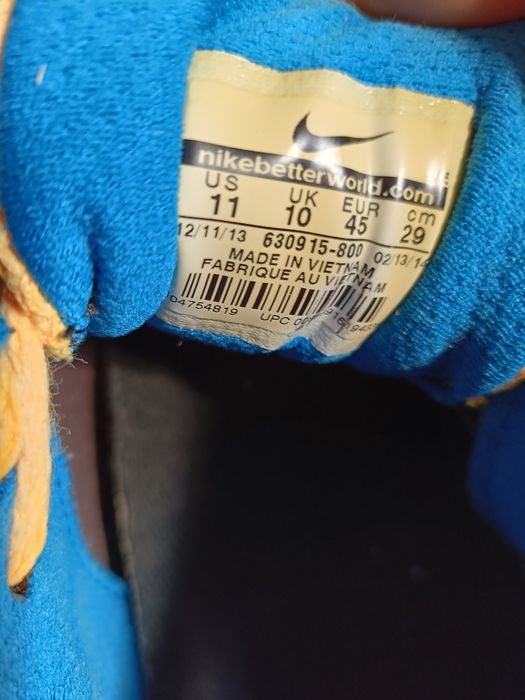 nikebetterworld.com
US UK EUR cm
11 10 45 29
12/11/13 630915-800 02/13/14
MADE IN VIETNAM
FABRIQUE AU VIETNAM
04754819 UPC